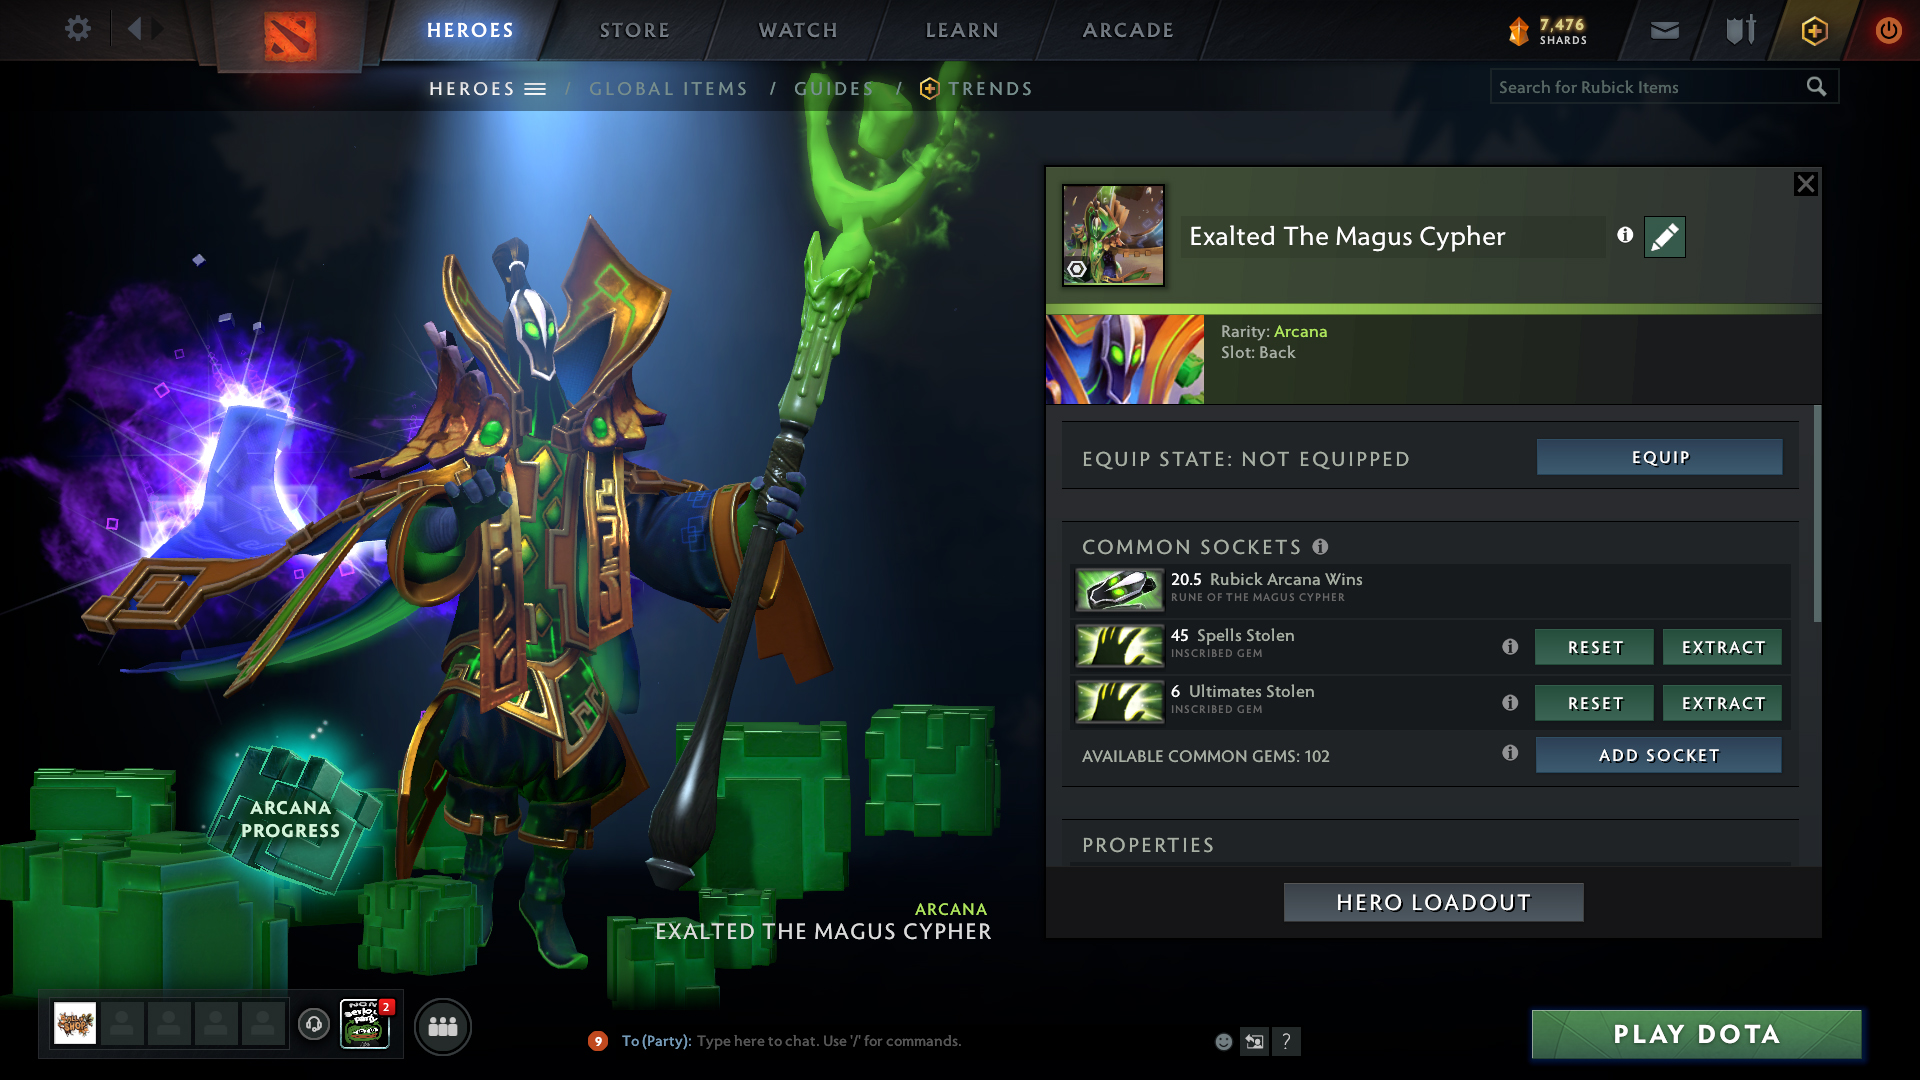 HEROES
STORE
WATCH
LEARN
ARCADE
7,476
SHARDS
HEROES / GLOBAL ITEMS / GUIDES / TRENDS
Search for Rubick Items
Exalted The Magus Cypher
Rarity: Arcana
Slot: Back
EQUIP STATE: NOT EQUIPPED
EQUIP
COMMON SOCKETS
20.5 Rubick Arcana Wins
RUNE OF THE MAGUS CYPHER
45 Spells Stolen
INSCRIBED GEM
RESET
EXTRACT
6 Ultimates Stolen
INSCRIBED GEM
RESET
EXTRACT
AVAILABLE COMMON GEMS: 102
ADD SOCKET
PROPERTIES
HERO LOADOUT
ARCANA
PROGRESS
ARCANA
EXALTED THE MAGUS CYPHER
2
9
To (Party): Type here to chat. Use '/' for commands.
?
PLAY DOTA